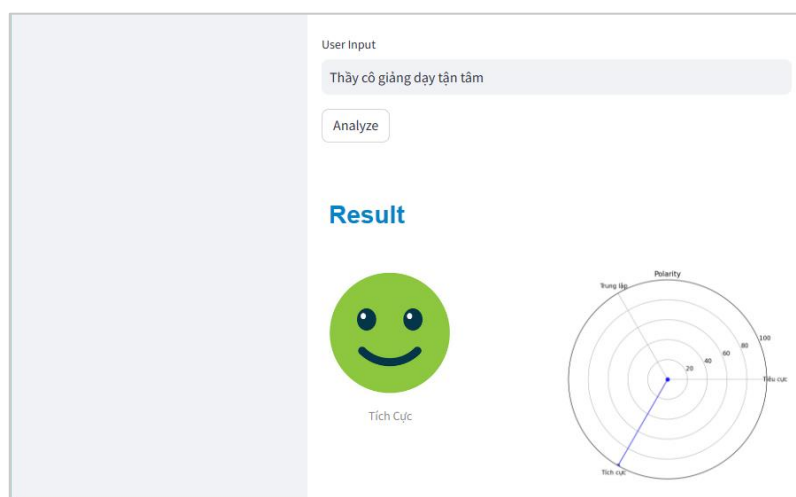 User Input
Thầy cô giảng dạy tận tâm
Analyze
Result
Polarity
Trung lập
100
80
60
40
20
Tiêu cực
Tích Cực
Tích cực